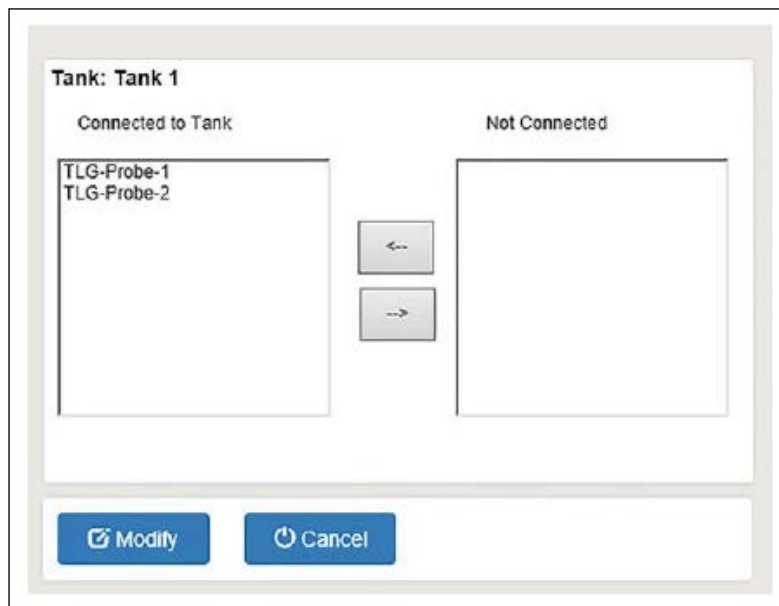 Tank: Tank 1
Connected to Tank
Not Connected
TLG-Probe-1
TLG-Probe-2
<--
-->
Modify
Cancel